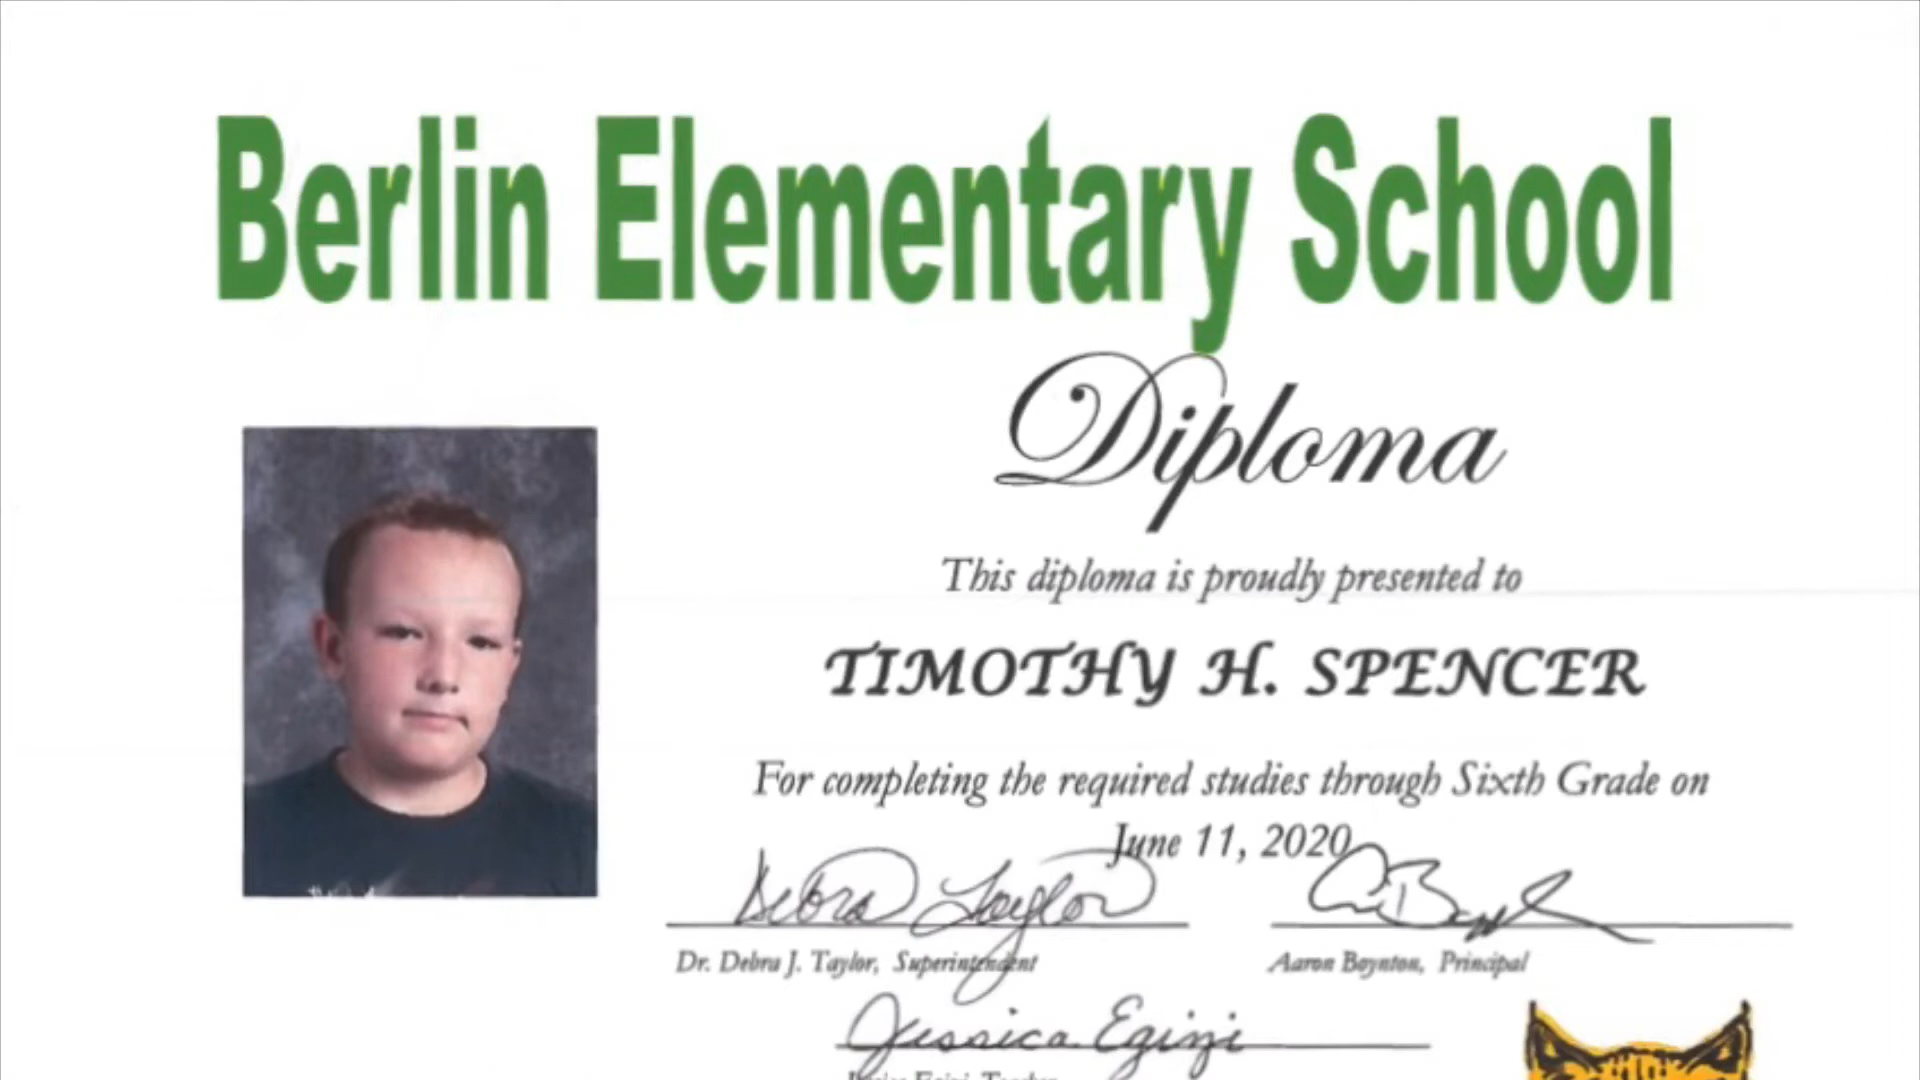 Berlin Elementary School
Diploma
This diploma is proudly presented to
TIMOTHY H. SPENCER
For completing the required studies through Sixth Grade on
June 11, 2020
Debra Taylor
Dr. Debra J. Taylor, Superintendent
Aaron Boynton, Principal
Jessica Egizi